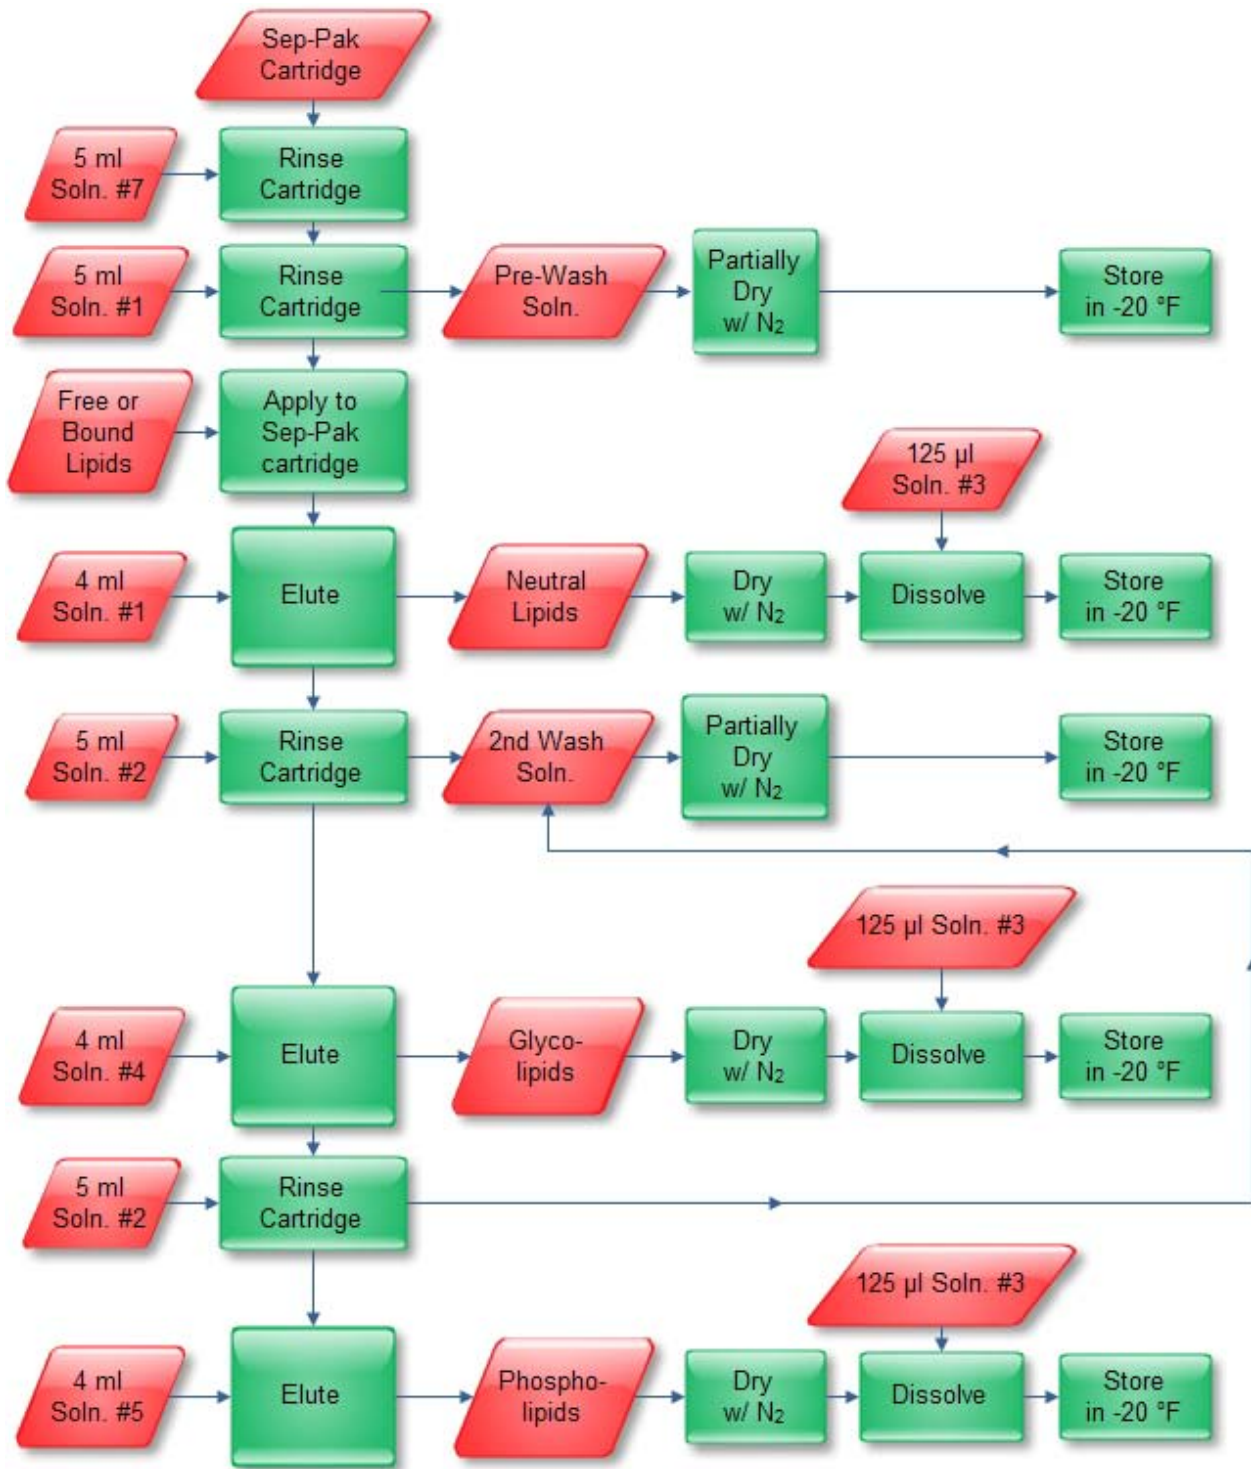 Sep-Pak
Cartridge
5 ml
Soln. #7
Rinse
Cartridge
5 ml
Soln. #1
Rinse
Cartridge
Pre-Wash
Soln.
Partially
Dry
w/ N₂
Store
in -20 °F
Free or
Bound
Lipids
Apply to
Sep-Pak
cartridge
125 µl
Soln. #3
4 ml
Soln. #1
Elute
Neutral
Lipids
Dry
w/ N₂
Dissolve
Store
in -20 °F
5 ml
Soln. #2
Rinse
Cartridge
2nd Wash
Soln.
Partially
Dry
w/ N₂
Store
in -20 °F
125 µl Soln. #3
4 ml
Soln. #4
Elute
Glyco-
lipids
Dry
w/ N₂
Dissolve
Store
in -20 °F
5 ml
Soln. #2
Rinse
Cartridge
125 µl Soln. #3
4 ml
Soln. #5
Elute
Phospho-
lipids
Dry
w/ N₂
Dissolve
Store
in -20 °F